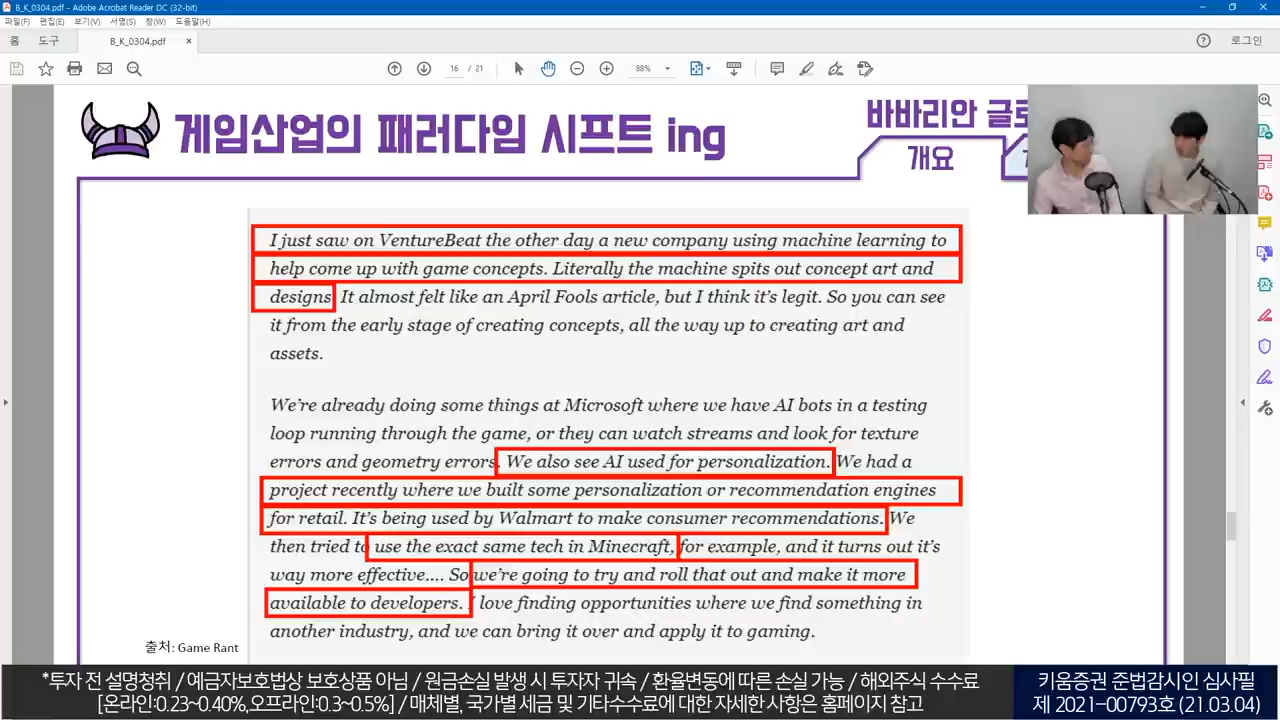 B_K_0304.pdf - Adobe Acrobat Reader DC (32-bit)
파일(F) 편집(E) 보기(V) 서명(S) 창(W) 도움말(H)
홈 도구 B_K_0304.pdf × 로그인
16 / 21 88%
게임산업의 패러다임 시프트 ing
바바리안 글로
개요
I just saw on VentureBeat the other day a new company using machine learning to
help come up with game concepts. Literally the machine spits out concept art and
designs. It almost felt like an April Fools article, but I think it's legit. So you can see
it from the early stage of creating concepts, all the way up to creating art and
assets.
We're already doing some things at Microsoft where we have AI bots in a testing
loop running through the game, or they can watch streams and look for texture
errors and geometry errors. We also see AI used for personalization. We had a
project recently where we built some personalization or recommendation engines
for retail. It's being used by Walmart to make consumer recommendations. We
then tried to use the exact same tech in Minecraft, for example, and it turns out it's
way more effective.... So we're going to try and roll that out and make it more
available to developers. I love finding opportunities where we find something in
another industry, and we can bring it over and apply it to gaming.
출처: Game Rant
*투자 전 설명청취 / 예금자보호법상 보호상품 아님 / 원금손실 발생 시 투자자 귀속 / 환율변동에 따른 손실 가능 / 해외주식 수수료
[온라인:0.23~0.40%,오프라인:0.3~0.5%] / 매체별, 국가별 세금 및 기타수수료에 대한 자세한 사항은 홈페이지 참고
키움증권 준법감시인 심사필
제 2021-00793호 (21.03.04)